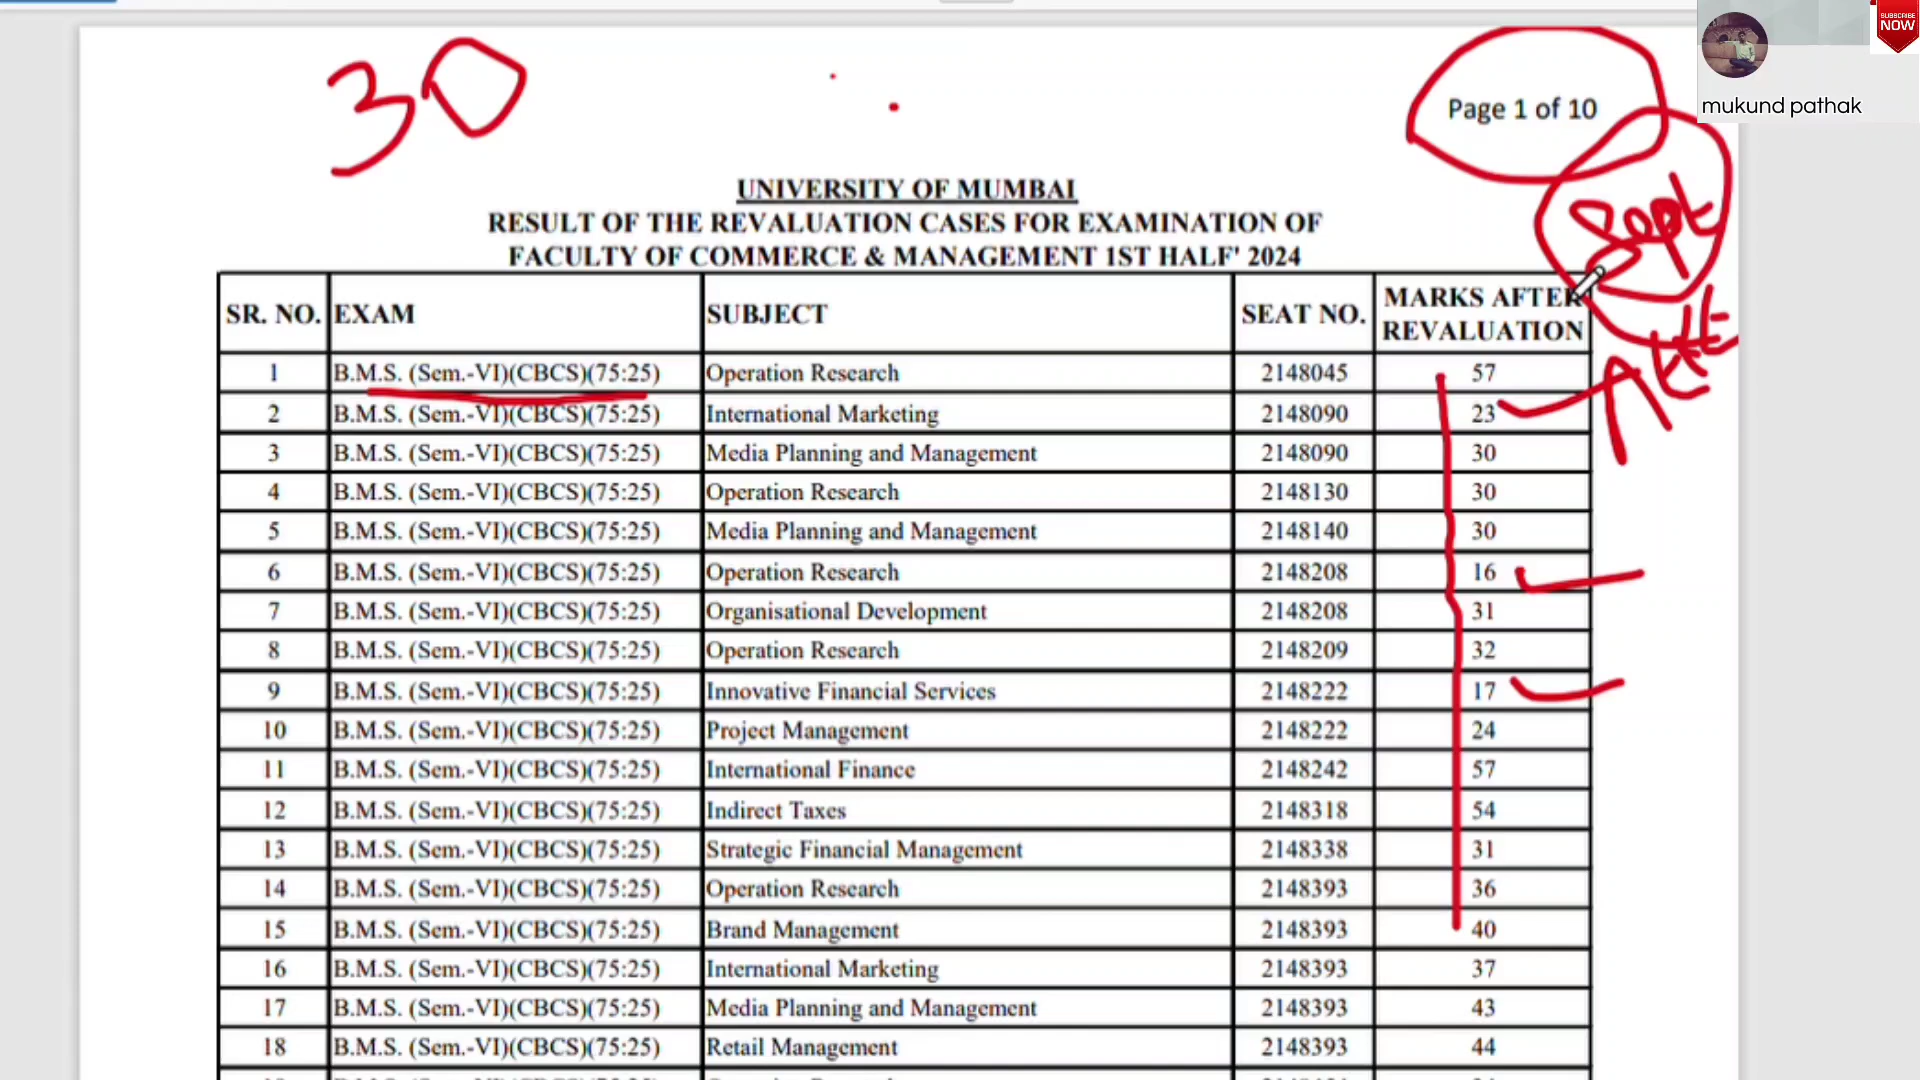 SUBSCRIBE
NOW
mukund pathak
30
Page 1 of 10
Sept
Attt
UNIVERSITY OF MUMBAI
RESULT OF THE REVALUATION CASES FOR EXAMINATION OF
FACULTY OF COMMERCE & MANAGEMENT 1ST HALF' 2024
SR. NO. EXAM SUBJECT SEAT NO. MARKS AFTER REVALUATION
1 B.M.S. (Sem.-VI)(CBCS)(75:25) Operation Research 2148045 57
2 B.M.S. (Sem.-VI)(CBCS)(75:25) International Marketing 2148090 23
3 B.M.S. (Sem.-VI)(CBCS)(75:25) Media Planning and Management 2148090 30
4 B.M.S. (Sem.-VI)(CBCS)(75:25) Operation Research 2148130 30
5 B.M.S. (Sem.-VI)(CBCS)(75:25) Media Planning and Management 2148140 30
6 B.M.S. (Sem.-VI)(CBCS)(75:25) Operation Research 2148208 16
7 B.M.S. (Sem.-VI)(CBCS)(75:25) Organisational Development 2148208 31
8 B.M.S. (Sem.-VI)(CBCS)(75:25) Operation Research 2148209 32
9 B.M.S. (Sem.-VI)(CBCS)(75:25) Innovative Financial Services 2148222 17
10 B.M.S. (Sem.-VI)(CBCS)(75:25) Project Management 2148222 24
11 B.M.S. (Sem.-VI)(CBCS)(75:25) International Finance 2148242 57
12 B.M.S. (Sem.-VI)(CBCS)(75:25) Indirect Taxes 2148318 54
13 B.M.S. (Sem.-VI)(CBCS)(75:25) Strategic Financial Management 2148338 31
14 B.M.S. (Sem.-VI)(CBCS)(75:25) Operation Research 2148393 36
15 B.M.S. (Sem.-VI)(CBCS)(75:25) Brand Management 2148393 40
16 B.M.S. (Sem.-VI)(CBCS)(75:25) International Marketing 2148393 37
17 B.M.S. (Sem.-VI)(CBCS)(75:25) Media Planning and Management 2148393 43
18 B.M.S. (Sem.-VI)(CBCS)(75:25) Retail Management 2148393 44